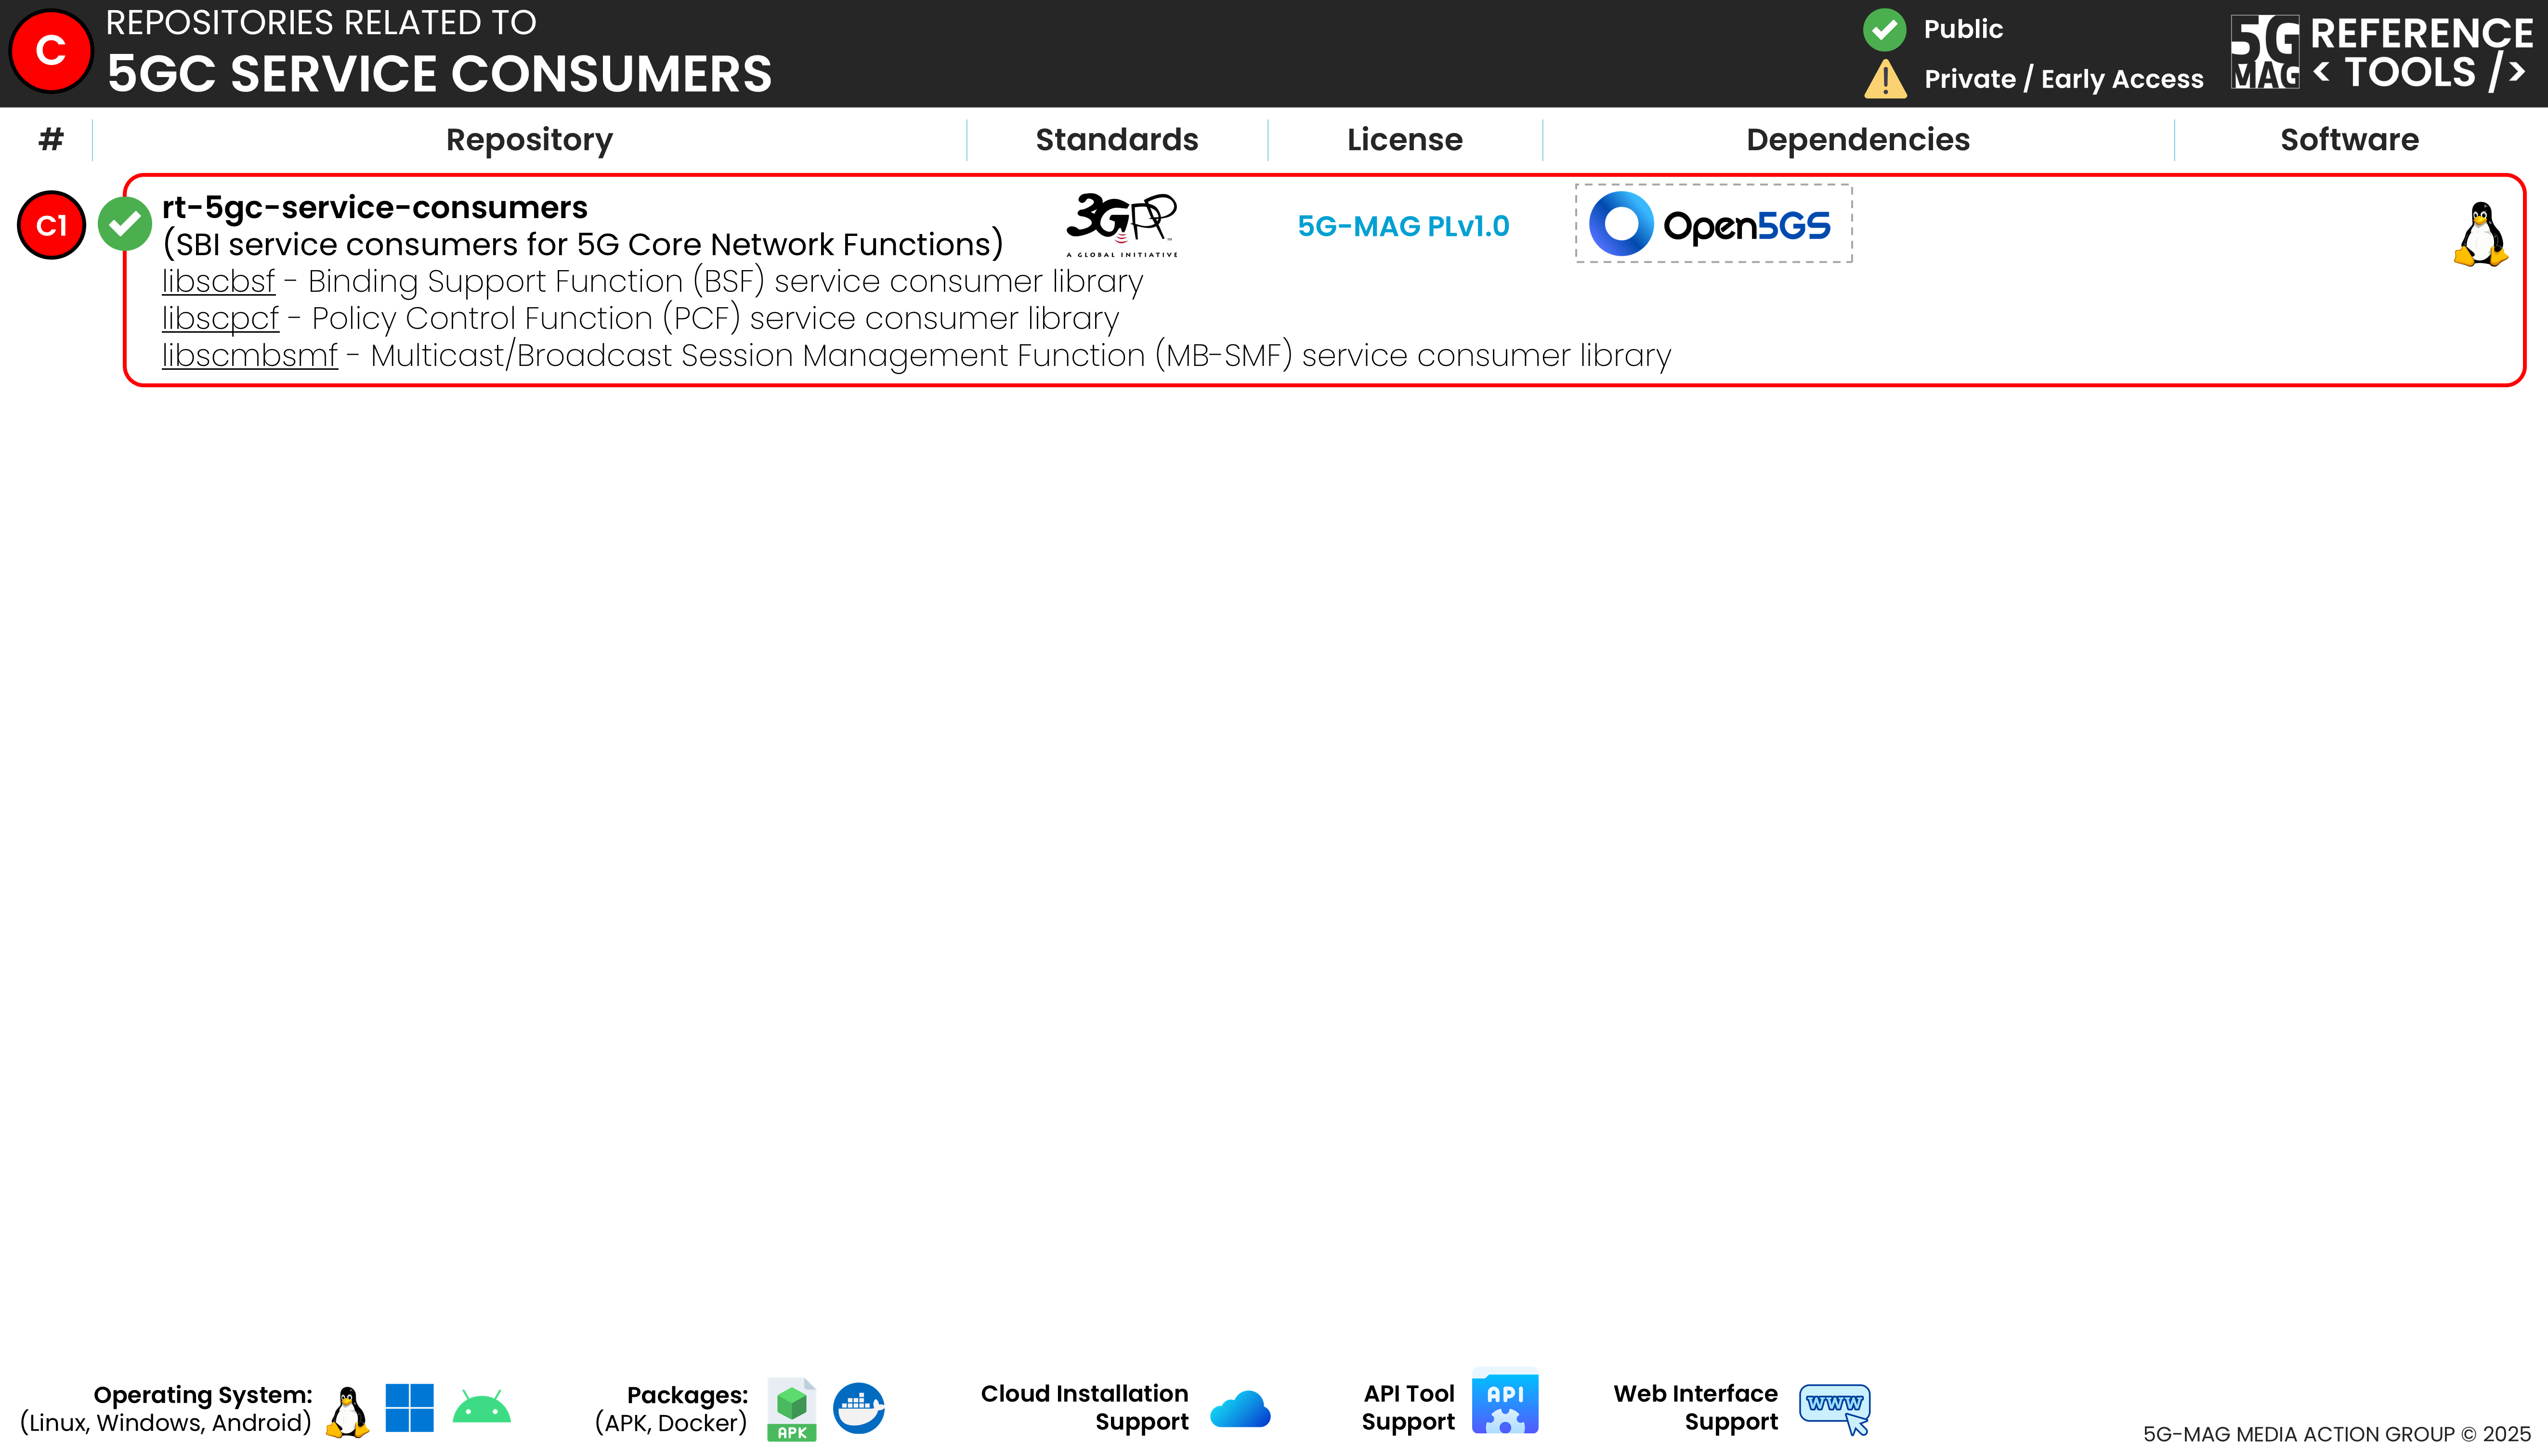 C
REPOSITORIES RELATED TO
5GC SERVICE CONSUMERS
Public
Private / Early Access
5G
MAG
REFERENCE
< TOOLS />
# Repository Standards License Dependencies Software
C1
rt-5gc-service-consumers
(SBI service consumers for 5G Core Network Functions)
3GPP
A GLOBAL INITIATIVE
5G-MAG PLv1.0
Open5GS
libscbsf - Binding Support Function (BSF) service consumer library
libscpcf - Policy Control Function (PCF) service consumer library
libscmbsmf - Multicast/Broadcast Session Management Function (MB-SMF) service consumer library
Operating System:
(Linux, Windows, Android)
Packages:
(APK, Docker)
APK
Cloud Installation
Support
API Tool
Support
API
Web Interface
Support
WWW
5G-MAG MEDIA ACTION GROUP © 2025